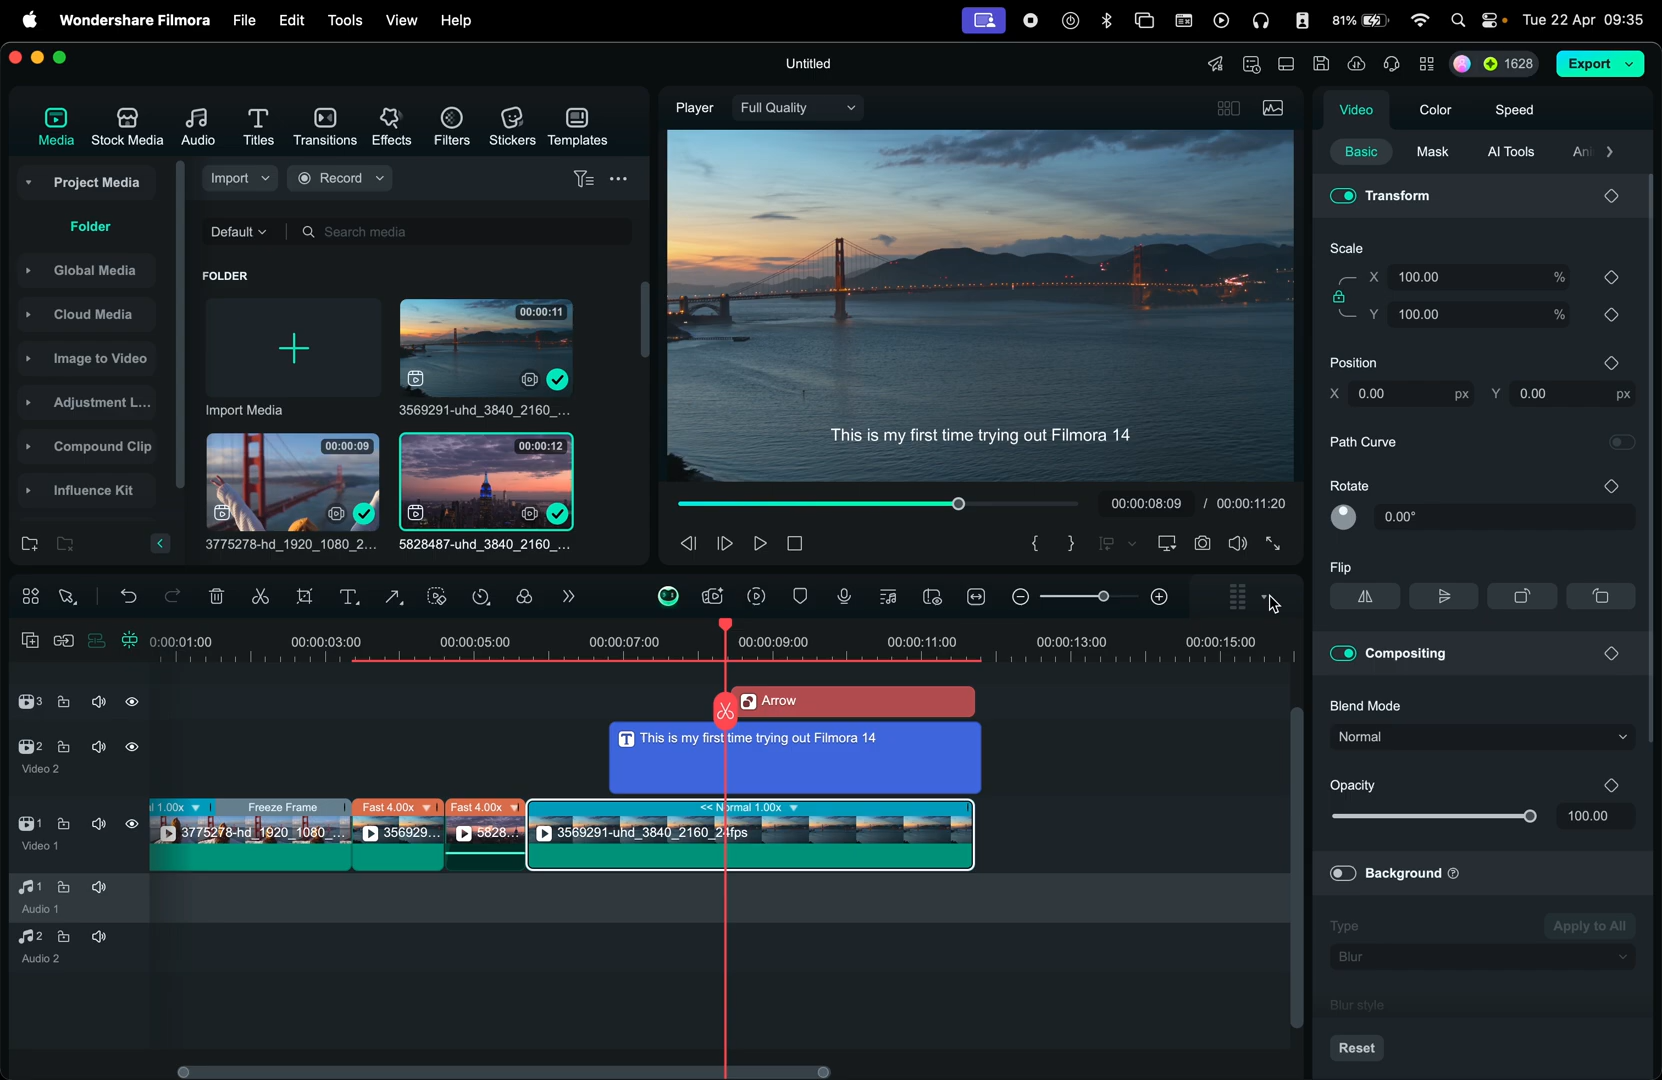 Wondershare Filmora File Edit Tools View Help
81% Tue 22 Apr 09:35
Untitled
1628 Export
Media Stock Media Audio Titles Transitions Effects Filters Stickers Templates
Project Media
Folder
Global Media
Cloud Media
Image to Video
Adjustment L...
Compound Clip
Influence Kit
Import Record
Default Search media
FOLDER
Import Media
00:00:11
3569291-uhd_3840_2160_...
00:00:09
3775278-hd_1920_1080_2...
00:00:12
5828487-uhd_3840_2160_...
Player Full Quality
This is my first time trying out Filmora 14
00:00:08:09 / 00:00:11:20
Video Color Speed
Basic Mask AI Tools Ani
Transform
Scale
X 100.00 %
Y 100.00 %
Position
X 0.00 px Y 0.00 px
Path Curve
Rotate
0.00°
Flip
Compositing
Blend Mode
Normal
Opacity
100.00
Background
Type Apply to All
Blur
Blur style
Reset
0:00:01:00 00:00:03:00 00:00:05:00 00:00:07:00 00:00:09:00 00:00:11:00 00:00:13:00 00:00:15:00
3
Arrow
2
Video 2
This is my first time trying out Filmora 14
1
Video 1
l 1.00x Freeze Frame Fast 4.00x Fast 4.00x << Normal 1.00x
3775278-hd_1920_1080_... 356929... 5828... 3569291-uhd_3840_2160_24fps
1
Audio 1
2
Audio 2